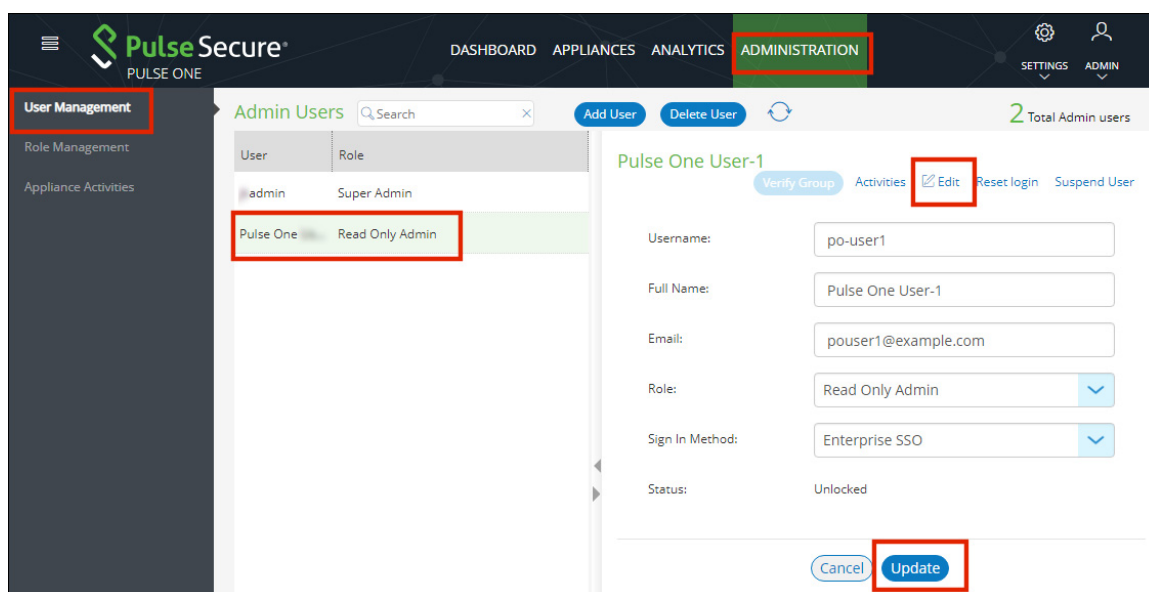 Pulse Secure
PULSE ONE
DASHBOARD APPLIANCES ANALYTICS ADMINISTRATION
SETTINGS ADMIN
User Management
Role Management
Appliance Activities
Admin Users Search × Add User Delete User 2 Total Admin users
User Role
admin Super Admin
Pulse One ... Read Only Admin
Pulse One User-1
Verify Group Activities Edit Reset login Suspend User
Username: po-user1
Full Name: Pulse One User-1
Email: pouser1@example.com
Role: Read Only Admin
Sign In Method: Enterprise SSO
Status: Unlocked
Cancel Update